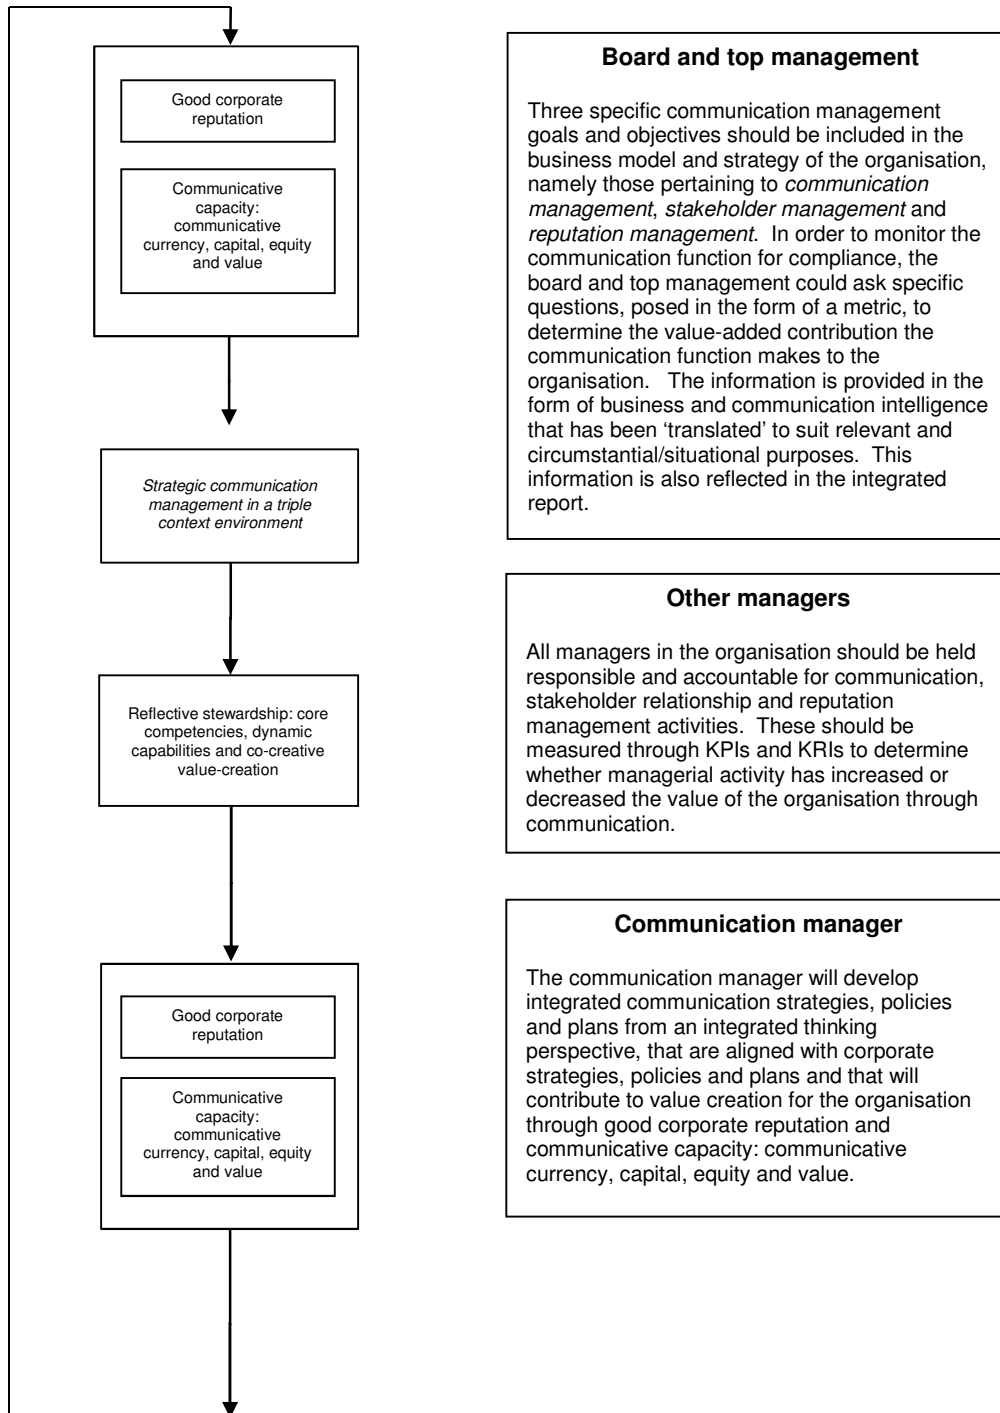 Good corporate
reputation
Communicative
capacity:
communicative
currency, capital, equity
and value
Strategic communication
management in a triple
context environment
Reflective stewardship: core
competencies, dynamic
capabilities and co-creative
value-creation
Good corporate
reputation
Communicative
capacity:
communicative
currency, capital, equity
and value
Board and top management
Three specific communication management
goals and objectives should be included in the
business model and strategy of the organisation,
namely those pertaining to communication
management, stakeholder management and
reputation management. In order to monitor the
communication function for compliance, the
board and top management could ask specific
questions, posed in the form of a metric, to
determine the value-added contribution the
communication function makes to the
organisation. The information is provided in the
form of business and communication intelligence
that has been ‘translated’ to suit relevant and
circumstantial/situational purposes. This
information is also reflected in the integrated
report.
Other managers
All managers in the organisation should be held
responsible and accountable for communication,
stakeholder relationship and reputation
management activities. These should be
measured through KPIs and KRIs to determine
whether managerial activity has increased or
decreased the value of the organisation through
communication.
Communication manager
The communication manager will develop
integrated communication strategies, policies
and plans from an integrated thinking
perspective, that are aligned with corporate
strategies, policies and plans and that will
contribute to value creation for the organisation
through good corporate reputation and
communicative capacity: communicative
currency, capital, equity and value.